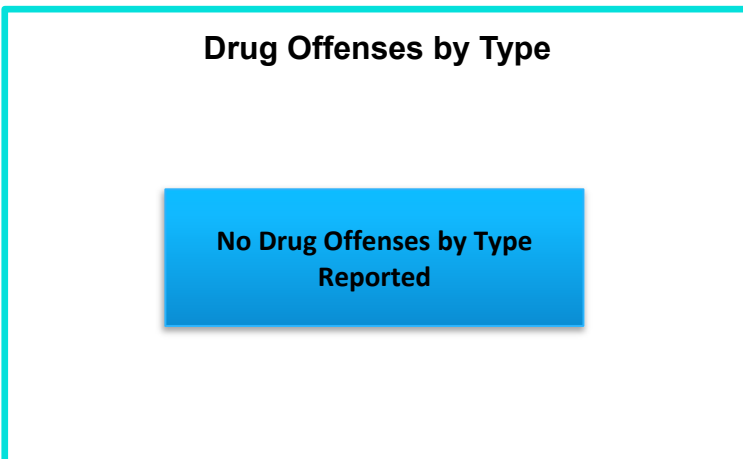 Drug Offenses by Type
No Drug Offenses by Type
Reported